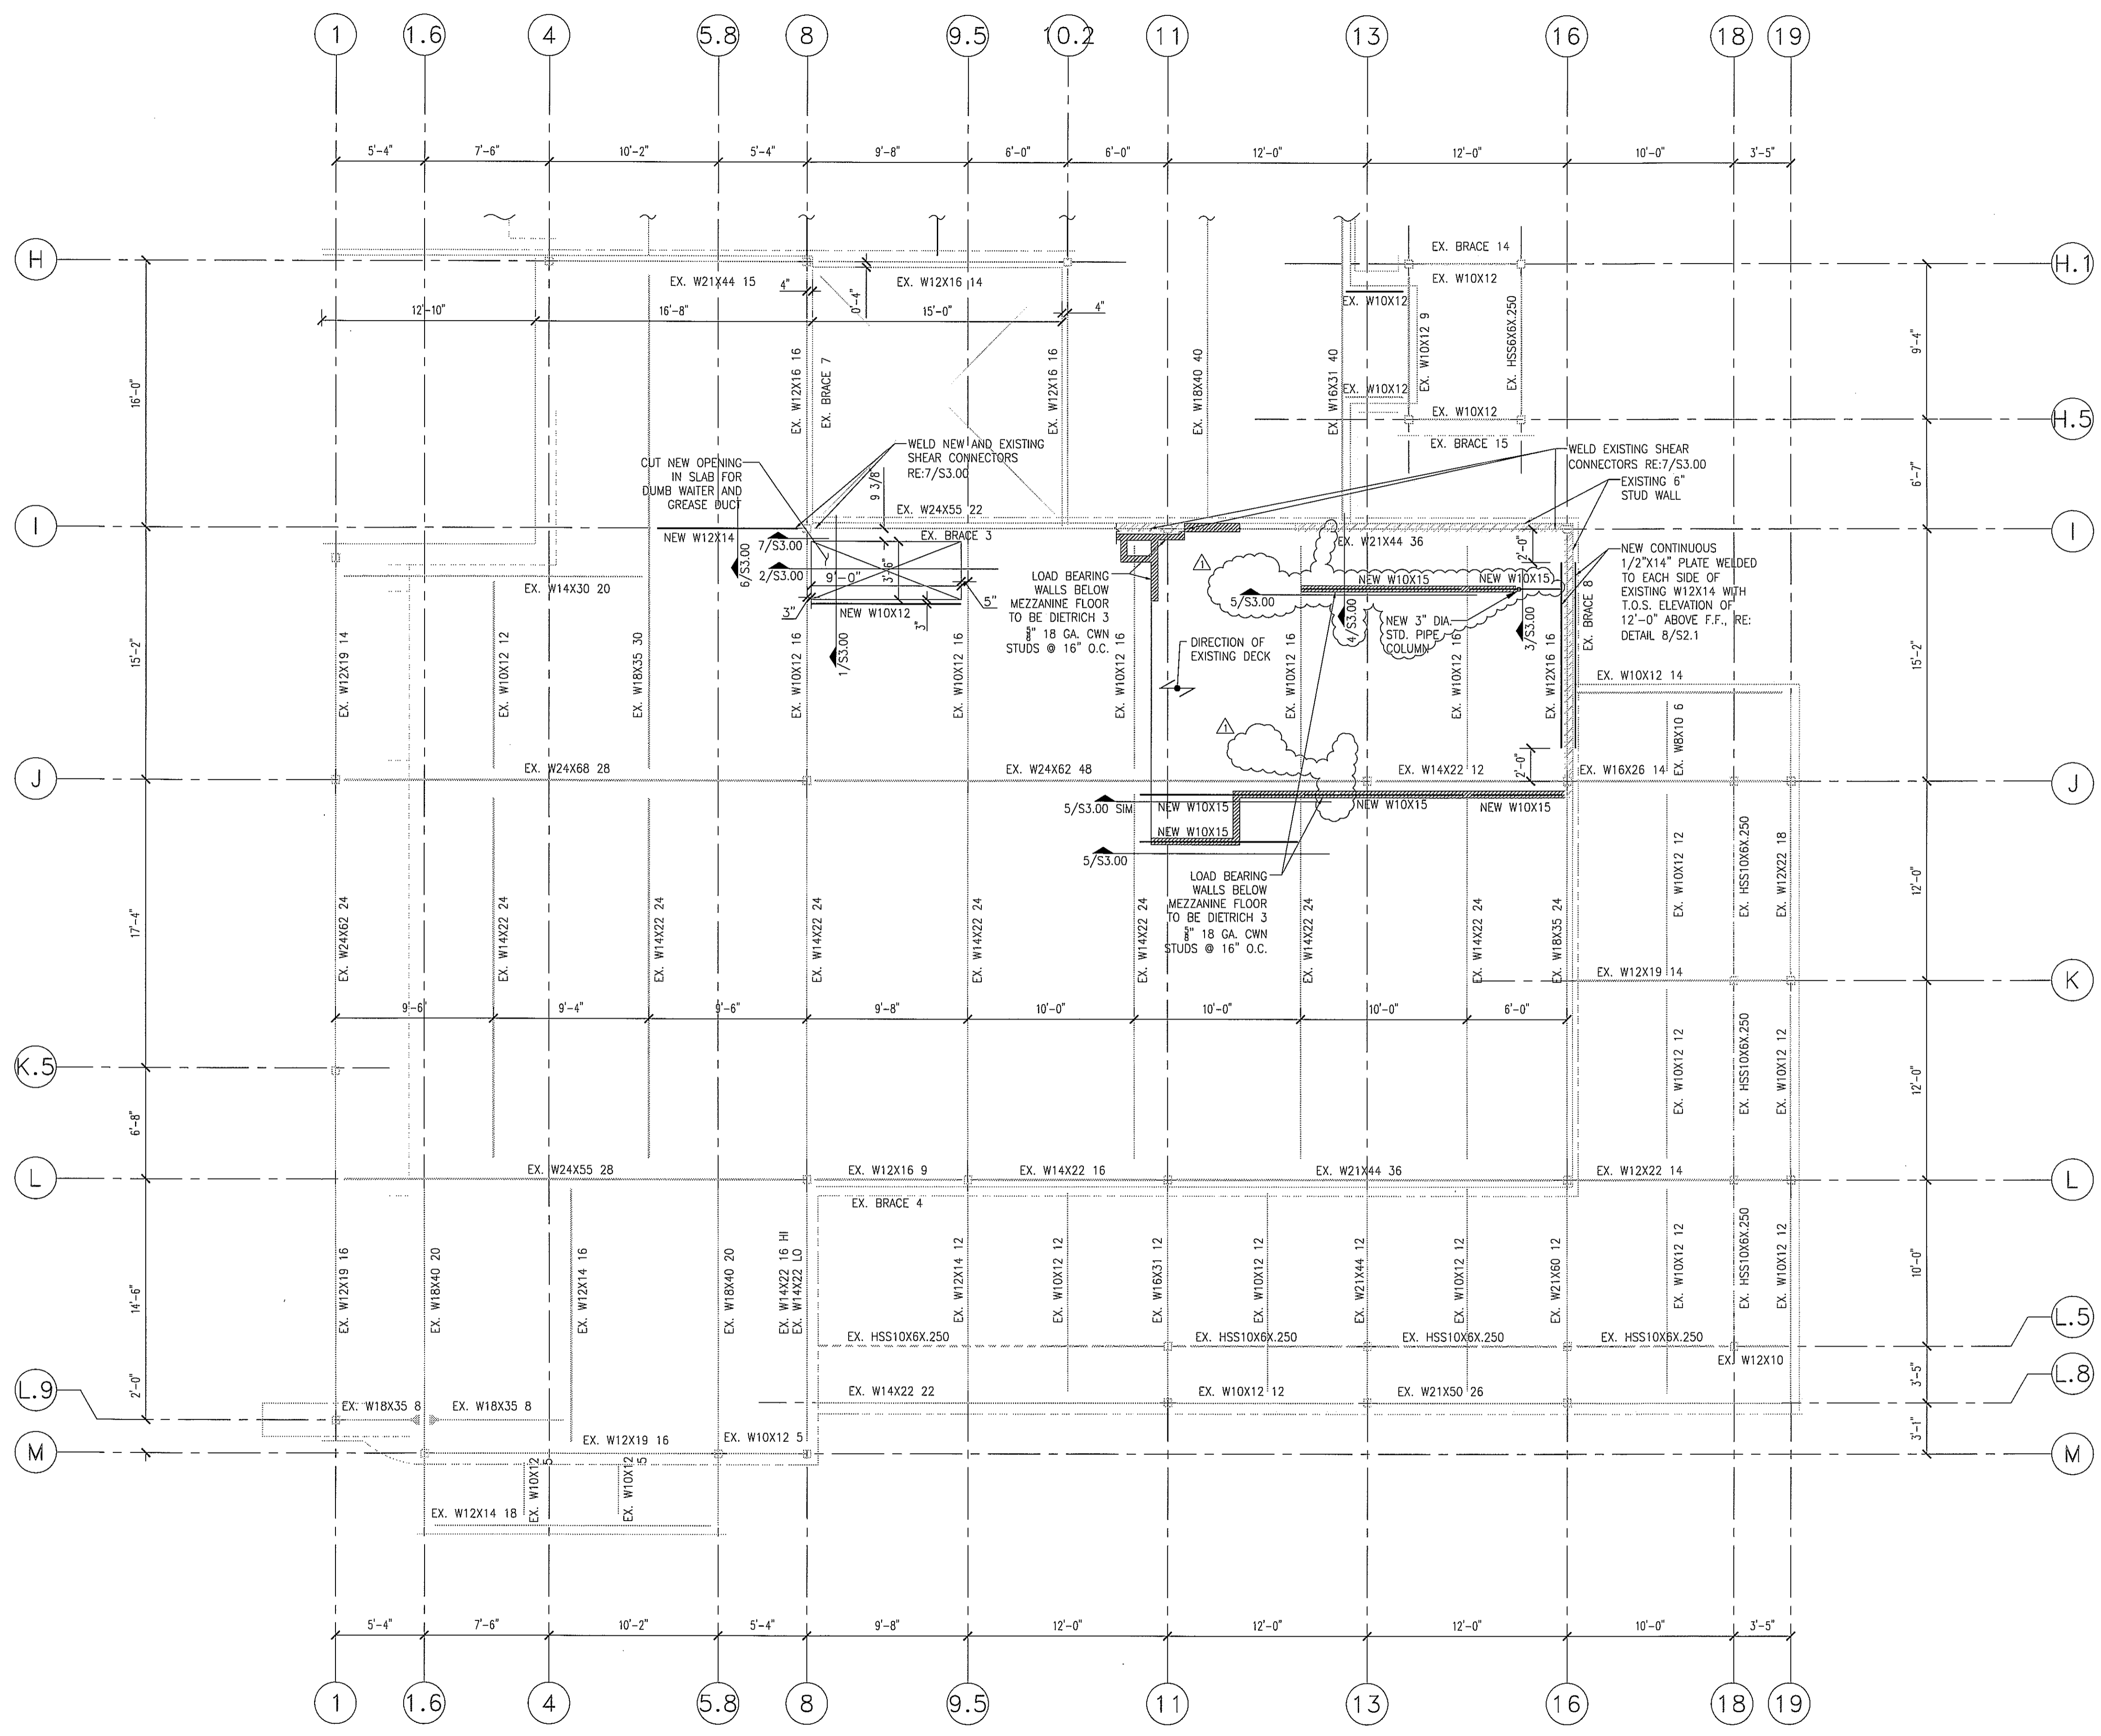 1
1.6
4
5.8
8
9.5
10.2
11
13
16
18
19
5'-4"
7'-6"
10'-2"
5'-4"
9'-8"
6'-0"
6'-0"
12'-0"
12'-0"
10'-0"
3'-5"
H
H.1
EX. BRACE 14
EX. W10X12
EX. W21X44 15
4"
0'-4"
EX. W12X16 14
4"
EX. W10X12
12'-10"
16'-8"
15'-0"
16'-0"
9'-4"
EX. W12X16 16
EX. BRACE 7
EX. W12X16 16
EX. W18X40 40
EX. W16X31 40
EX. W10X12 9
EX. HSS6X6X.250
EX. W10X12
EX. W10X12
H.5
EX. BRACE 15
6'-7"
WELD NEW AND EXISTING
SHEAR CONNECTORS
RE:7/S3.00
CUT NEW OPENING
IN SLAB FOR
DUMB WAITER AND
GREASE DUCT
9 3/8"
WELD EXISTING SHEAR
CONNECTORS RE:7/S3.00
EXISTING 6"
STUD WALL
EX. W24X55 22
I
I
NEW W12X14
EX. BRACE 3
EX. W21X44 36
2'-0"
7/S3.00
2/S3.00
6/S3.00
9'-0"
3'-6"
5"
3"
NEW W10X12
3"
1/S3.00
EX. W14X30 20
LOAD BEARING
WALLS BELOW
MEZZANINE FLOOR
TO BE DIETRICH 3
5/8" 18 GA. CWN
STUDS @ 16" O.C.
1
NEW W10X15
NEW W10X15
5/S3.00
4/S3.00
NEW 3" DIA.
STD. PIPE
COLUMN
3/S3.00
EX. BRACE 8
NEW CONTINUOUS
1/2"X14" PLATE WELDED
TO EACH SIDE OF
EXISTING W12X14 WITH
T.O.S. ELEVATION OF
12'-0" ABOVE F.F., RE:
DETAIL 8/S2.1
DIRECTION OF
EXISTING DECK
15'-2"
15'-2"
EX. W12X19 14
EX. W10X12 12
EX. W18X35 30
EX. W10X12 16
EX. W10X12 16
EX. W10X12 16
EX. W10X12 16
EX. W10X12 16
EX. W12X16 16
EX. W10X12 14
EX. W8X10 6
1
2'-0"
J
EX. W24X68 28
EX. W24X62 48
EX. W14X22 12
EX. W16X26 14
J
5/S3.00 SIM
NEW W10X15
NEW W10X15
NEW W10X15
NEW W10X15
5/S3.00
LOAD BEARING
WALLS BELOW
MEZZANINE FLOOR
TO BE DIETRICH 3
5/8" 18 GA. CWN
STUDS @ 16" O.C.
17'-4"
12'-0"
EX. W24X62 24
EX. W14X22 24
EX. W14X22 24
EX. W14X22 24
EX. W14X22 24
EX. W14X22 24
EX. W14X22 24
EX. W14X22 24
EX. W18X35 24
EX. W10X12 12
EX. HSS10X6X.250
EX. W12X22 18
EX. W12X19 14
K
9'-6"
9'-4"
9'-6"
9'-8"
10'-0"
10'-0"
10'-0"
6'-0"
K.5
6'-8"
12'-0"
EX. W10X12 12
EX. HSS10X6X.250
EX. W10X12 12
L
EX. W24X55 28
EX. W12X16 9
EX. W14X22 16
EX. W21X44 36
EX. W12X22 14
L
EX. BRACE 4
14'-6"
10'-0"
EX. W12X19 16
EX. W18X40 20
EX. W12X14 16
EX. W18X40 20
EX. W14X22 16 HI
EX. W14X22 LO
EX. W12X14 12
EX. W10X12 12
EX. W16X31 12
EX. W10X12 12
EX. W21X44 12
EX. W10X12 12
EX. W21X60 12
EX. W10X12 12
EX. HSS10X6X.250
EX. W10X12 12
EX. HSS10X6X.250
EX. HSS10X6X.250
EX. HSS10X6X.250
EX. HSS10X6X.250
L.5
EX. W12X10
3'-5"
L.8
L.9
2'-0"
EX. W18X35 8
EX. W18X35 8
EX. W14X22 22
EX. W10X12 12
EX. W21X50 26
3'-1"
M
EX. W12X19 16
EX. W10X12 5
M
EX. W10X12
5
EX. W10X12
5
EX. W12X14 18
5'-4"
7'-6"
10'-2"
5'-4"
9'-8"
12'-0"
12'-0"
12'-0"
10'-0"
3'-5"
1
1.6
4
5.8
8
9.5
11
13
16
18
19